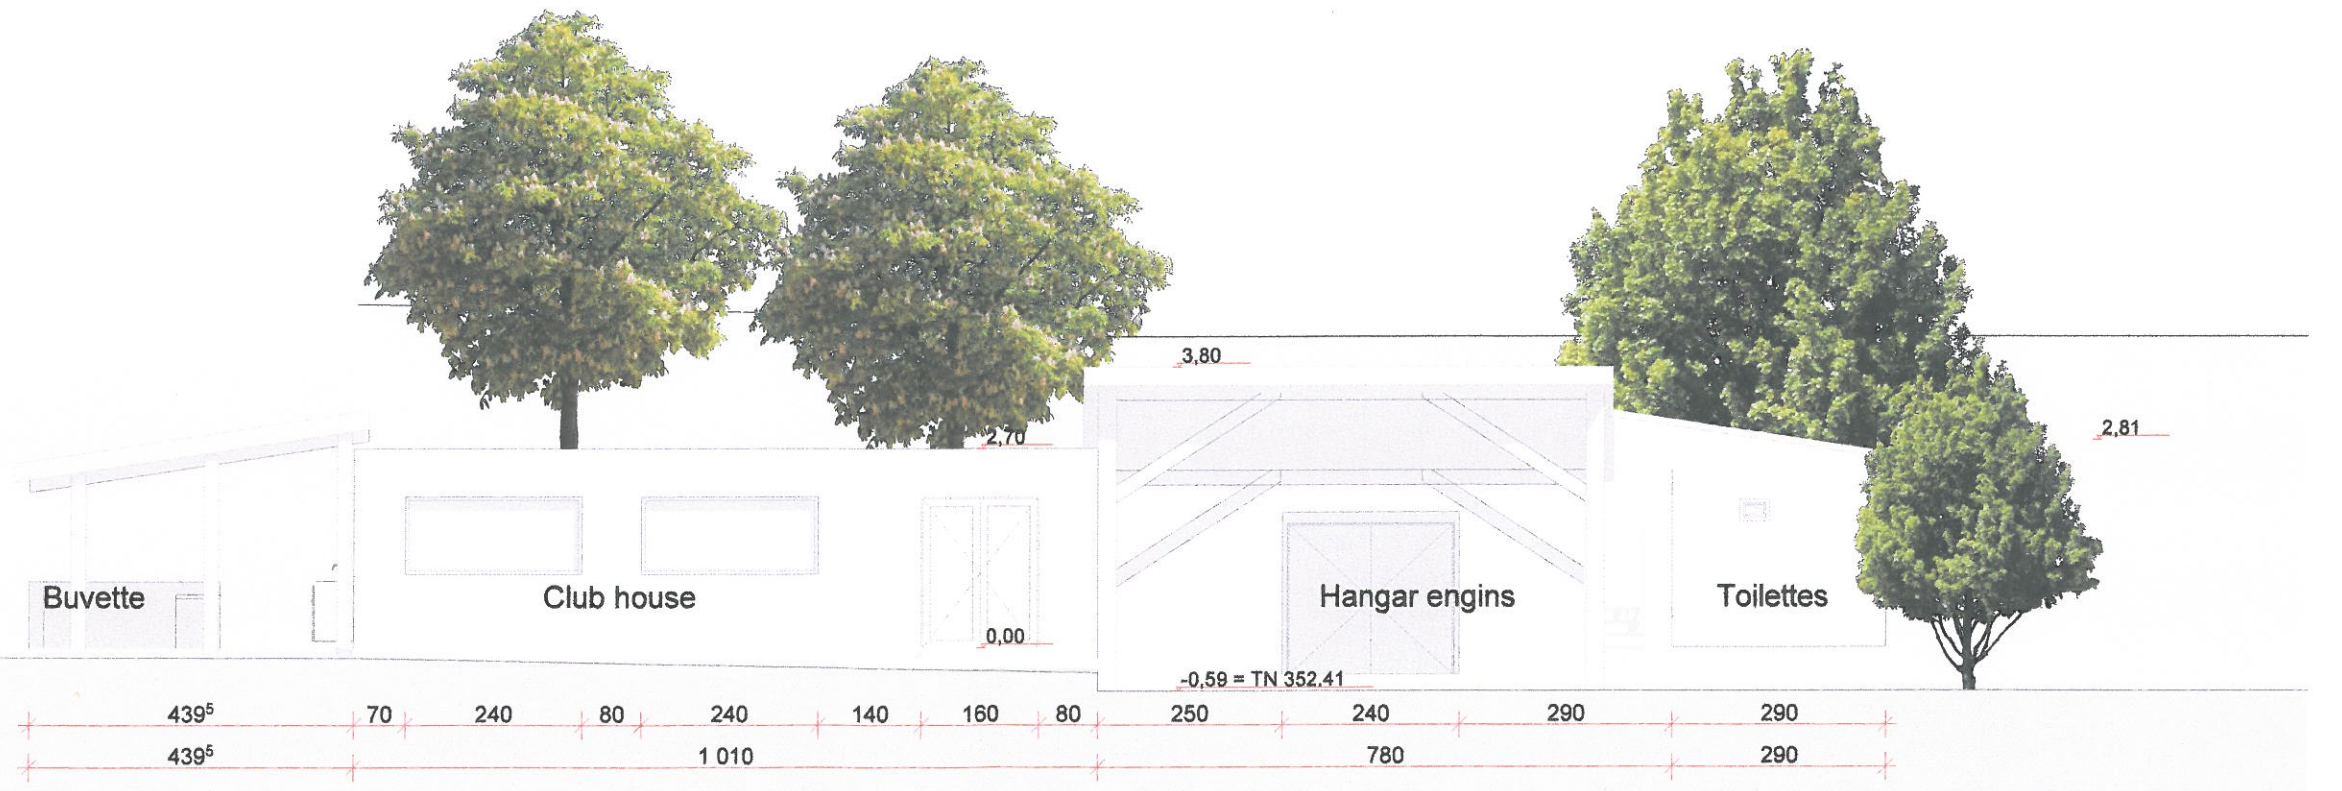 3,80
2,70
2,81
Buvette
Club house
Hangar engins
Toilettes
0,00
-0,59 = TN 352,41
439⁵ 70 240 80 240 140 160 80 250 240 290 290
439⁵ 1 010 780 290